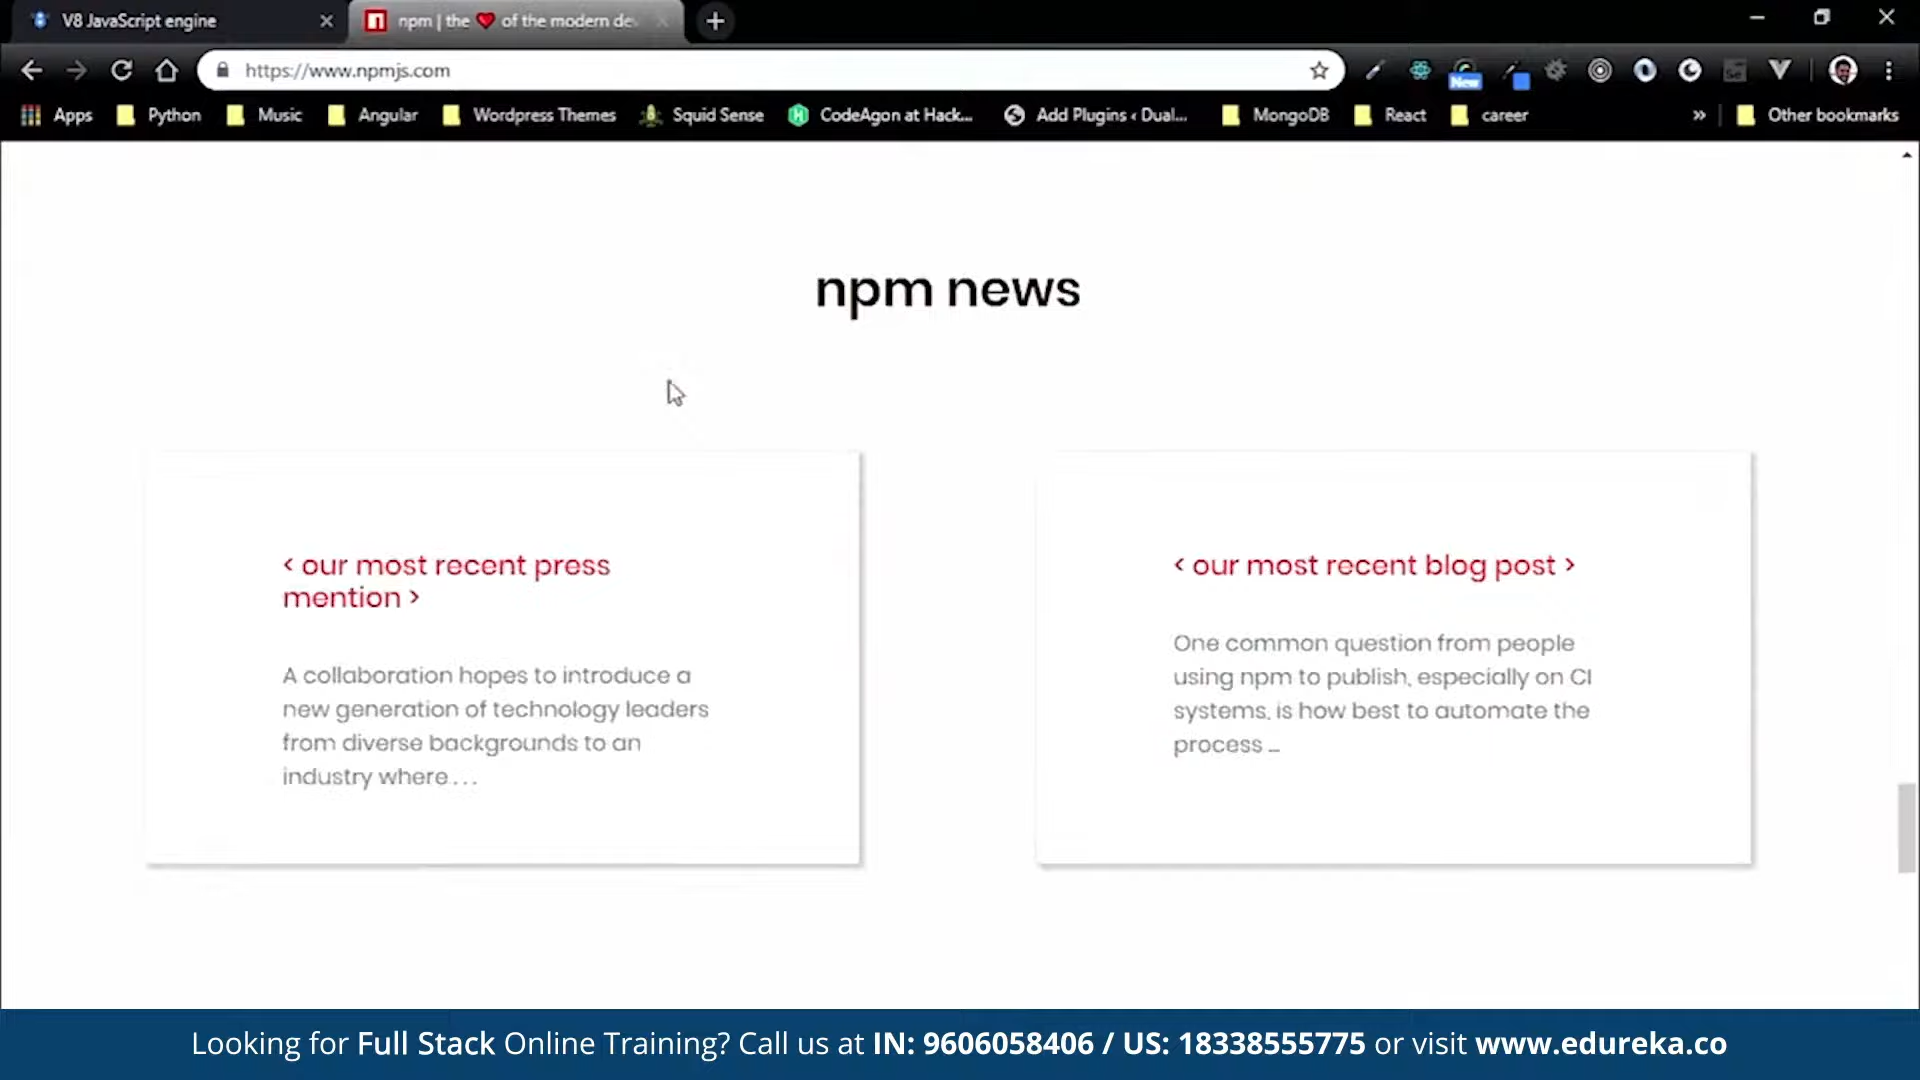 V8 JavaScript engine
npm | the ❤ of the modern de
https://www.npmjs.com
New
Apps
Python
Music
Angular
Wordpress Themes
Squid Sense
CodeAgon at Hack...
Add Plugins ‹ Dual...
MongoDB
React
career
»
Other bookmarks
npm news
< our most recent press
mention >
A collaboration hopes to introduce a
new generation of technology leaders
from diverse backgrounds to an
industry where . . .
< our most recent blog post >
One common question from people
using npm to publish, especially on CI
systems, is how best to automate the
process ...
Looking for Full Stack Online Training? Call us at IN: 9606058406 / US: 18338555775 or visit www.edureka.co